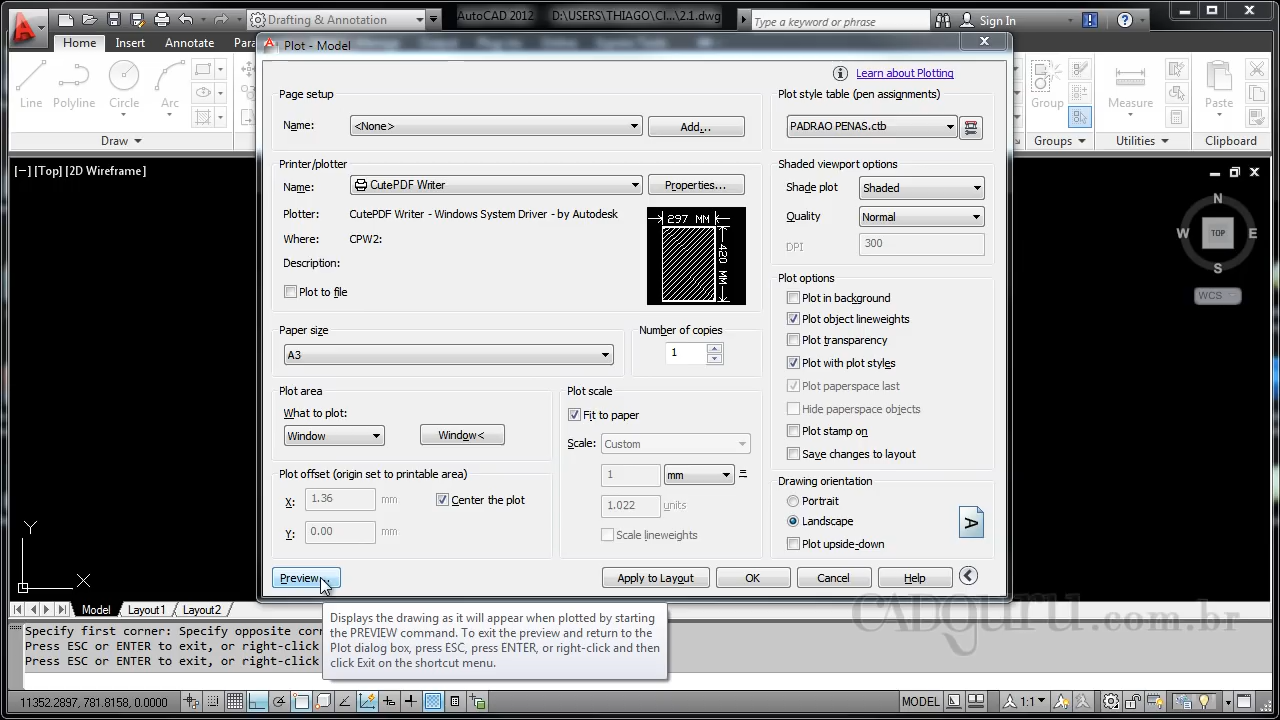 Drafting & Annotation
AutoCAD 2012
D:\USERS\THIAGO\Cl...\2.1.dwg
Type a keyword or phrase
Sign In
Home
Insert
Annotate
Para
Line
Polyline
Circle
Arc
Draw
Group
Groups
Measure
Utilities
Paste
Clipboard
[−] [Top] [2D Wireframe]
N
W
TOP
E
S
WCS
Plot - Model
Learn about Plotting
Page setup
Name:
<None>
Add...
Printer/plotter
Name:
CutePDF Writer
Properties...
Plotter:
CutePDF Writer - Windows System Driver - by Autodesk
Where:
CPW2:
Description:
Plot to file
297 MM
420 MM
Paper size
A3
Number of copies
1
Plot area
What to plot:
Window
Window<
Plot scale
Fit to paper
Scale:
Custom
1
mm
=
1.022
units
Scale lineweights
Plot offset (origin set to printable area)
X:
1.36
mm
Center the plot
Y:
0.00
mm
Plot style table (pen assignments)
PADRAO PENAS.ctb
Shaded viewport options
Shade plot
Shaded
Quality
Normal
DPI
300
Plot options
Plot in background
Plot object lineweights
Plot transparency
Plot with plot styles
Plot paperspace last
Hide paperspace objects
Plot stamp on
Save changes to layout
Drawing orientation
Portrait
Landscape
Plot upside-down
A
Preview...
Apply to Layout
OK
Cancel
Help
Displays the drawing as it will appear when plotted by starting
the PREVIEW command. To exit the preview and return to the
Plot dialog box, press ESC, press ENTER, or right-click and then
click Exit on the shortcut menu.
Y
X
Model
Layout1
Layout2
CADGURU.com.br
Specify first corner: Specify opposite cor
Press ESC or ENTER to exit, or right-click
Press ESC or ENTER to exit, or right-click
11352.2897, 781.8158, 0.0000
MODEL
1:1